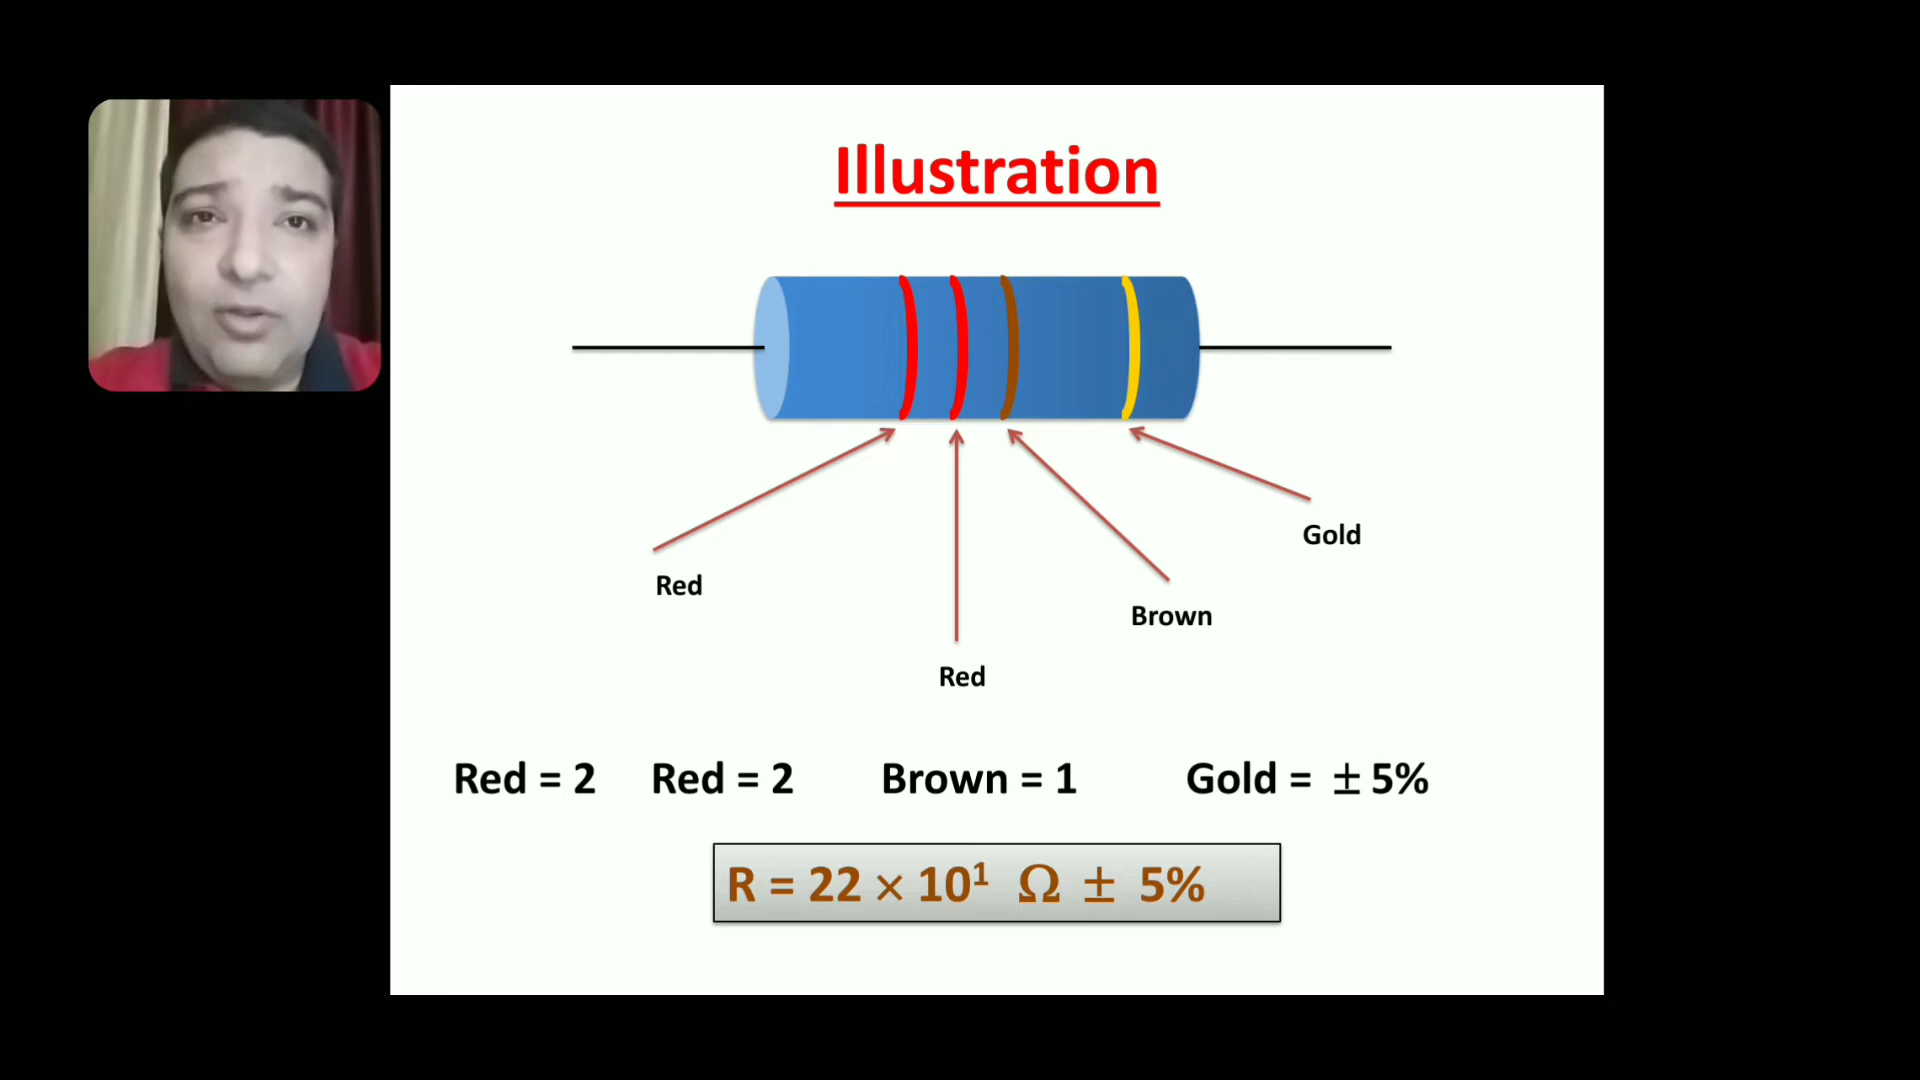 Illustration
Gold
Red
Brown
Red
Red = 2 Red = 2 Brown = 1 Gold = ± 5%
R = 22 × 10¹ Ω ± 5%